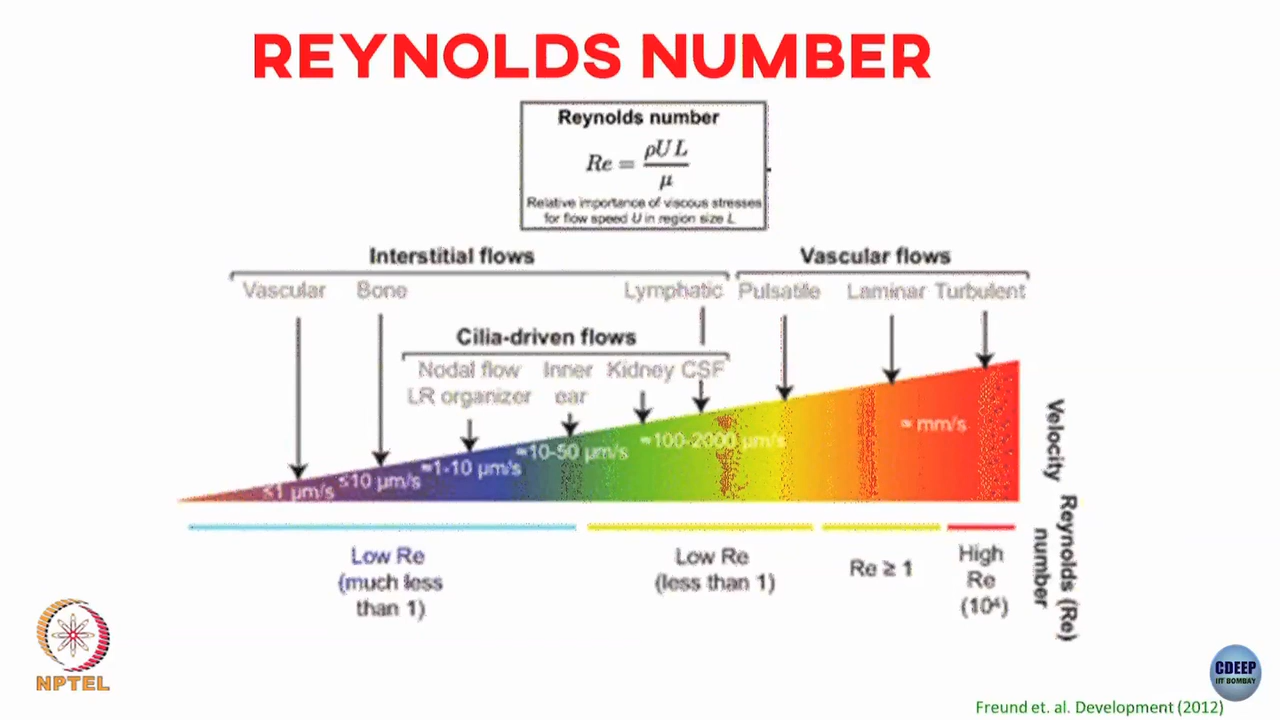 REYNOLDS NUMBER
Reynolds number
Re = ρUL / μ
Relative importance of viscous stresses
for flow speed U in region size L
Interstitial flows
Vascular flows
Vascular Bone Lymphatic Pulsatile Laminar Turbulent
Cilia-driven flows
Nodal flow Inner Kidney CSF
LR organizer ear
≤1 μm/s ≤10 μm/s ≈1-10 μm/s ≈10-50 μm/s ≈100-2000 μm/s ≈ mm/s
Velocity
Reynolds (Re)
number
Low Re
(much less
than 1)
Low Re
(less than 1)
Re ≥ 1
High
Re
(10⁴)
NPTEL
CDEEP
IIT BOMBAY
Freund et. al. Development (2012)